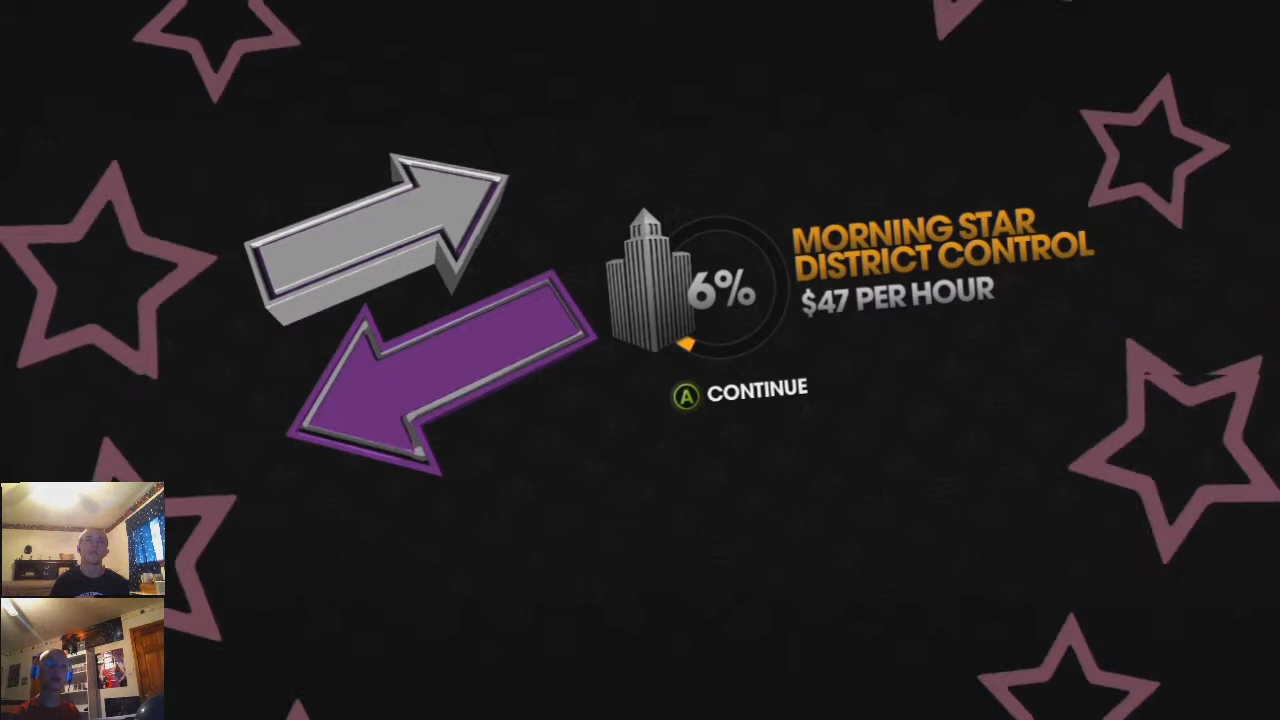 MORNING STAR
DISTRICT CONTROL
6%
$47 PER HOUR
A CONTINUE